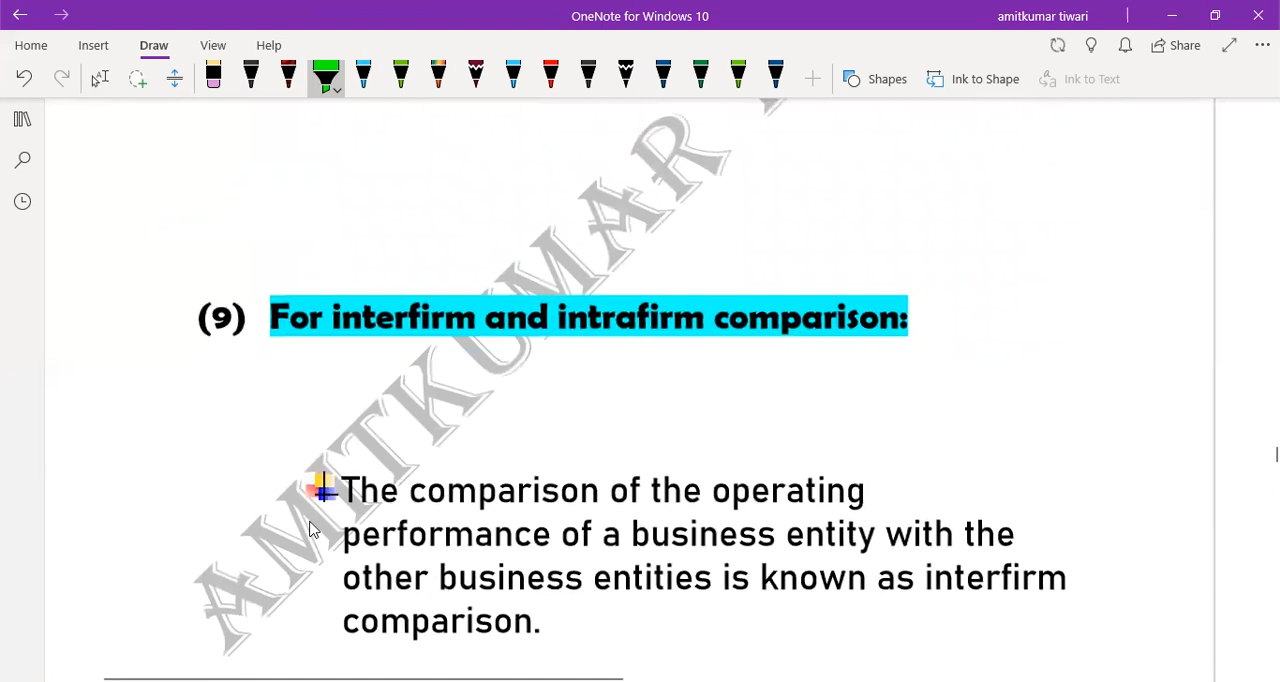 OneNote for Windows 10
amitkumar tiwari
Home Insert Draw View Help
Share
Shapes
Ink to Shape
Ink to Text
AMITKUMAR
(9) For interfirm and intrafirm comparison:
The comparison of the operating
performance of a business entity with the
other business entities is known as interfirm
comparison.